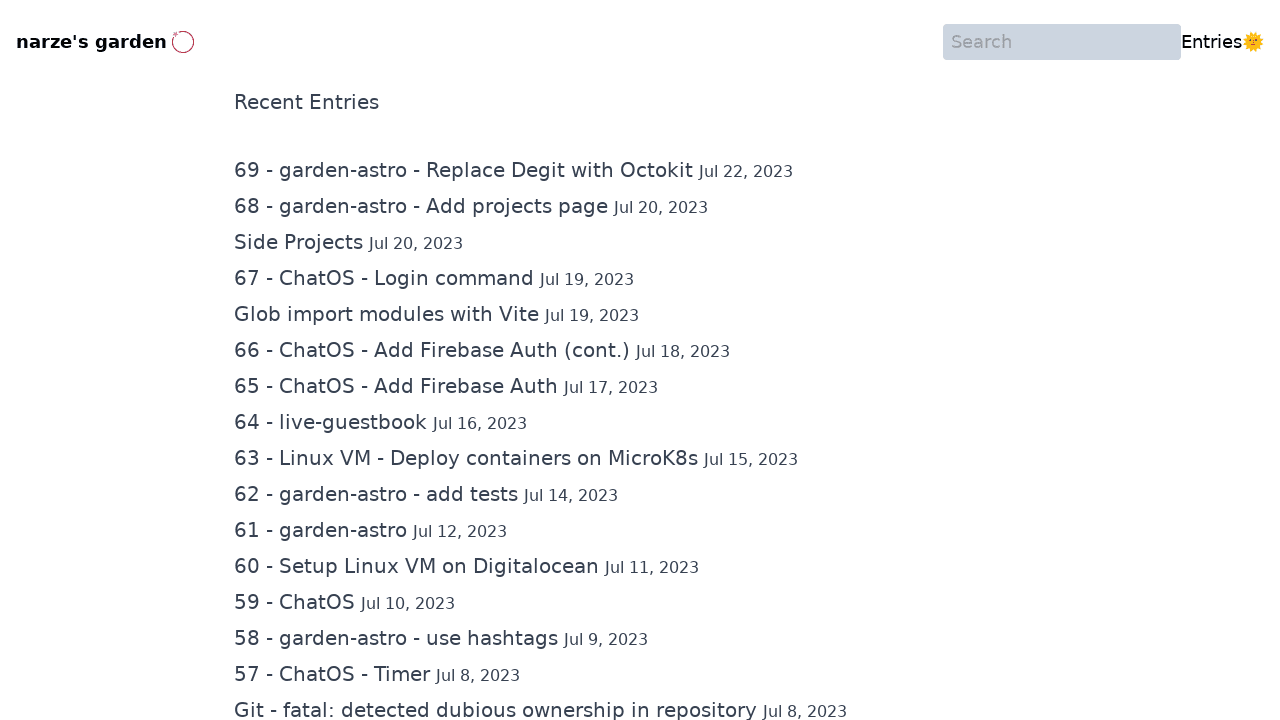 narze's garden
Search
Entries🌞
Recent Entries
69 - garden-astro - Replace Degit with Octokit Jul 22, 2023
68 - garden-astro - Add projects page Jul 20, 2023
Side Projects Jul 20, 2023
67 - ChatOS - Login command Jul 19, 2023
Glob import modules with Vite Jul 19, 2023
66 - ChatOS - Add Firebase Auth (cont.) Jul 18, 2023
65 - ChatOS - Add Firebase Auth Jul 17, 2023
64 - live-guestbook Jul 16, 2023
63 - Linux VM - Deploy containers on MicroK8s Jul 15, 2023
62 - garden-astro - add tests Jul 14, 2023
61 - garden-astro Jul 12, 2023
60 - Setup Linux VM on Digitalocean Jul 11, 2023
59 - ChatOS Jul 10, 2023
58 - garden-astro - use hashtags Jul 9, 2023
57 - ChatOS - Timer Jul 8, 2023
Git - fatal: detected dubious ownership in repository Jul 8, 2023